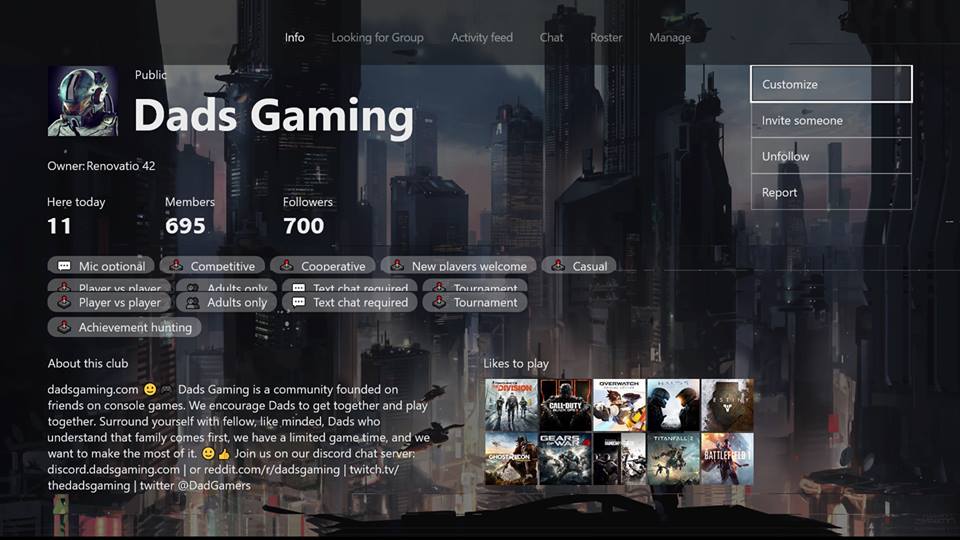 Info Looking for Group Activity feed Chat Roster Manage
Public
Dads Gaming
Owner: Renovatio 42
Customize
Invite someone
Unfollow
Report
Here today Members Followers
11 695 700
Mic optional Competitive Cooperative New players welcome Casual
Player vs player Adults only Text chat required Tournament
Player vs player Adults only Text chat required Tournament
Achievement hunting
About this club
dadsgaming.com 🙂 🎮 Dads Gaming is a community founded on
friends on console games. We encourage Dads to get together and play
together. Surround yourself with fellow, like minded, Dads who
understand that family comes first, we have a limited game time, and we
want to make the most of it. 🙂👍 Join us on our discord chat server:
discord.dadsgaming.com | or reddit.com/r/dadsgaming | twitch.tv/
thedadsgaming | twitter @DadGamers
Likes to play
DIVISION
CALL OF DUTY
OVERWATCH
HALO 5
DESTINY
GHOST RECON
GEARS OF WAR
TITANFALL 2
BATTLEFIELD 1